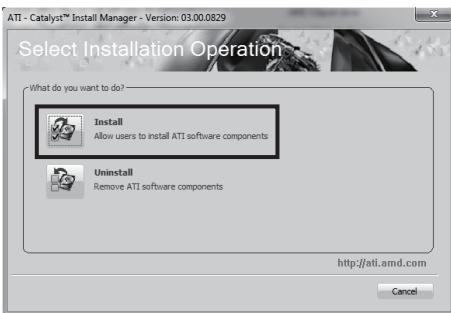 ATI - Catalyst™ Install Manager - Version: 03.00.0829
Select Installation Operation
What do you want to do?
Install
Allow users to install ATI software components
Uninstall
Remove ATI software components
http://ati.amd.com
Cancel